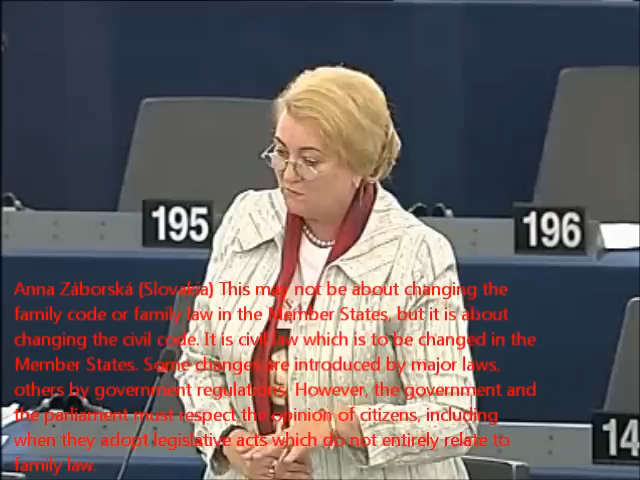 195
196
Anna Záborská (Slovakia) This may not be about changing the
family code or family law in the Member States, but it is about
changing the civil code. It is civil law which is to be changed in the
Member States. Some changes are introduced by major laws,
others by government regulations. However, the government and
the parliament must respect the opinion of citizens, including
when they adopt legislative acts which do not entirely relate to
family law.
14